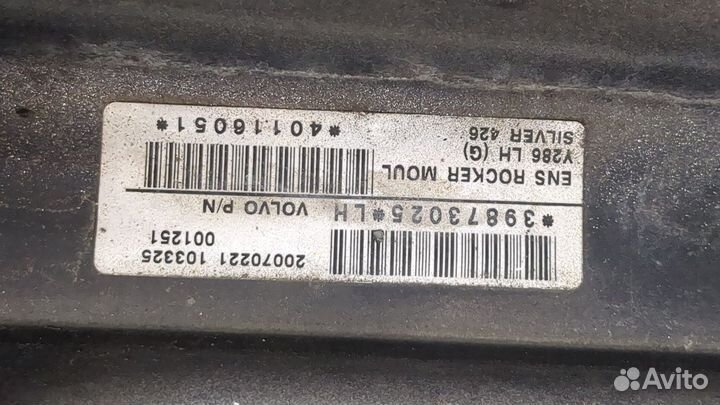 20070221 103325
001251
*39873025*LH VOLVO P/N
ENS ROCKER MOUL
Y286 LH (G)
SILVER 426
*40116051*
Avito